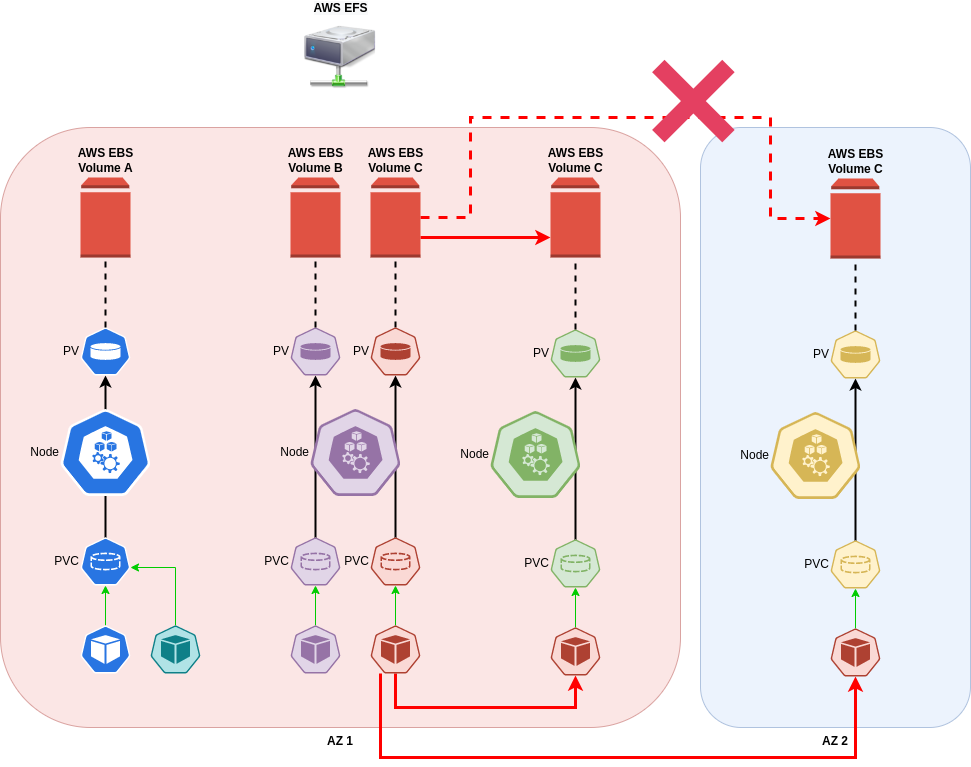 AWS EFS
AWS EBS
Volume A
AWS EBS
Volume B
AWS EBS
Volume C
AWS EBS
Volume C
AWS EBS
Volume C
PV
PV
PV
PV
PV
Node
Node
Node
Node
PVC
PVC
PVC
PVC
PVC
AZ 1
AZ 2